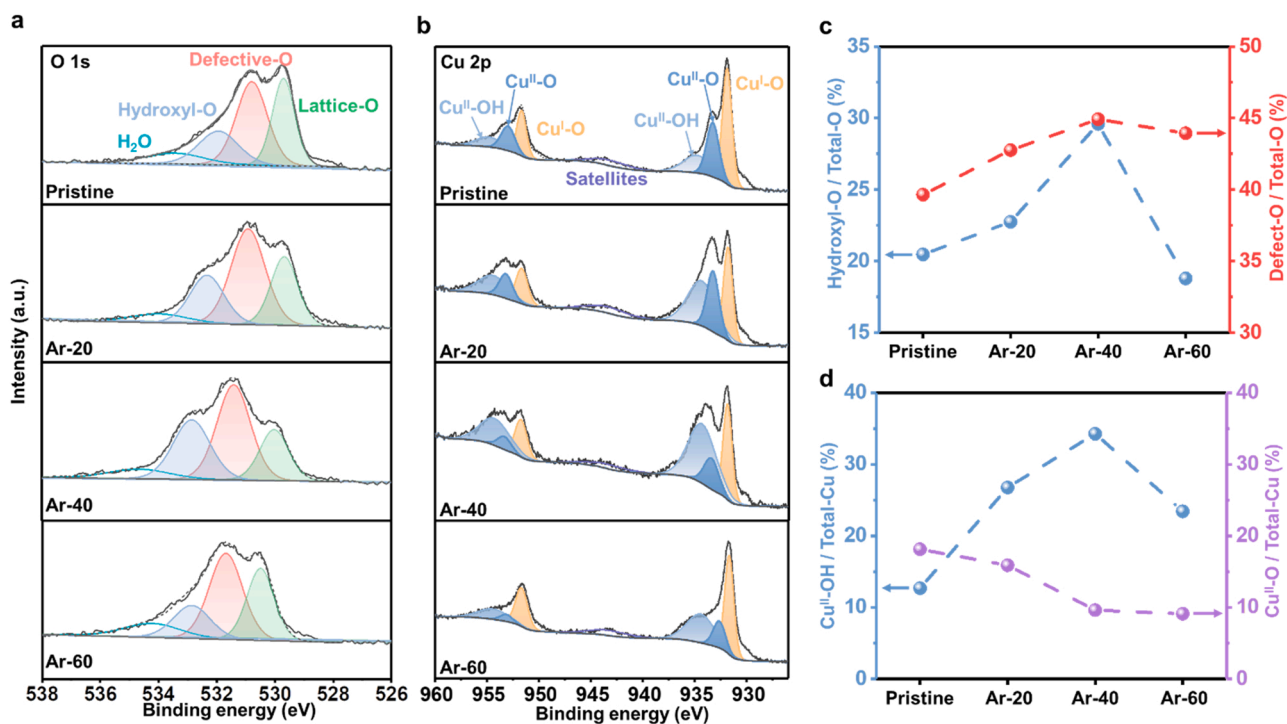 a
O 1s
Defective-O
Hydroxyl-O
Lattice-O
H₂O
Pristine
Ar-20
Ar-40
Ar-60
Intensity (a.u.)
538 536 534 532 530 528 526
Binding energy (eV)
b
Cu 2p
Cuᴵᴵ-O
Cuᴵᴵ-OH
Cuᴵ-O
Cuᴵᴵ-O
Cuᴵ-O
Cuᴵᴵ-OH
Satellites
Pristine
Ar-20
Ar-40
Ar-60
960 955 950 945 940 935 930
Binding energy (eV)
c
Hydroxyl-O / Total-O (%)
35
30
25
20
15
Defect-O / Total-O (%)
50
45
40
35
30
Pristine Ar-20 Ar-40 Ar-60
d
Cuᴵᴵ-OH / Total-Cu (%)
40
30
20
10
0
Cuᴵᴵ-O / Total-Cu (%)
40
30
20
10
0
Pristine Ar-20 Ar-40 Ar-60